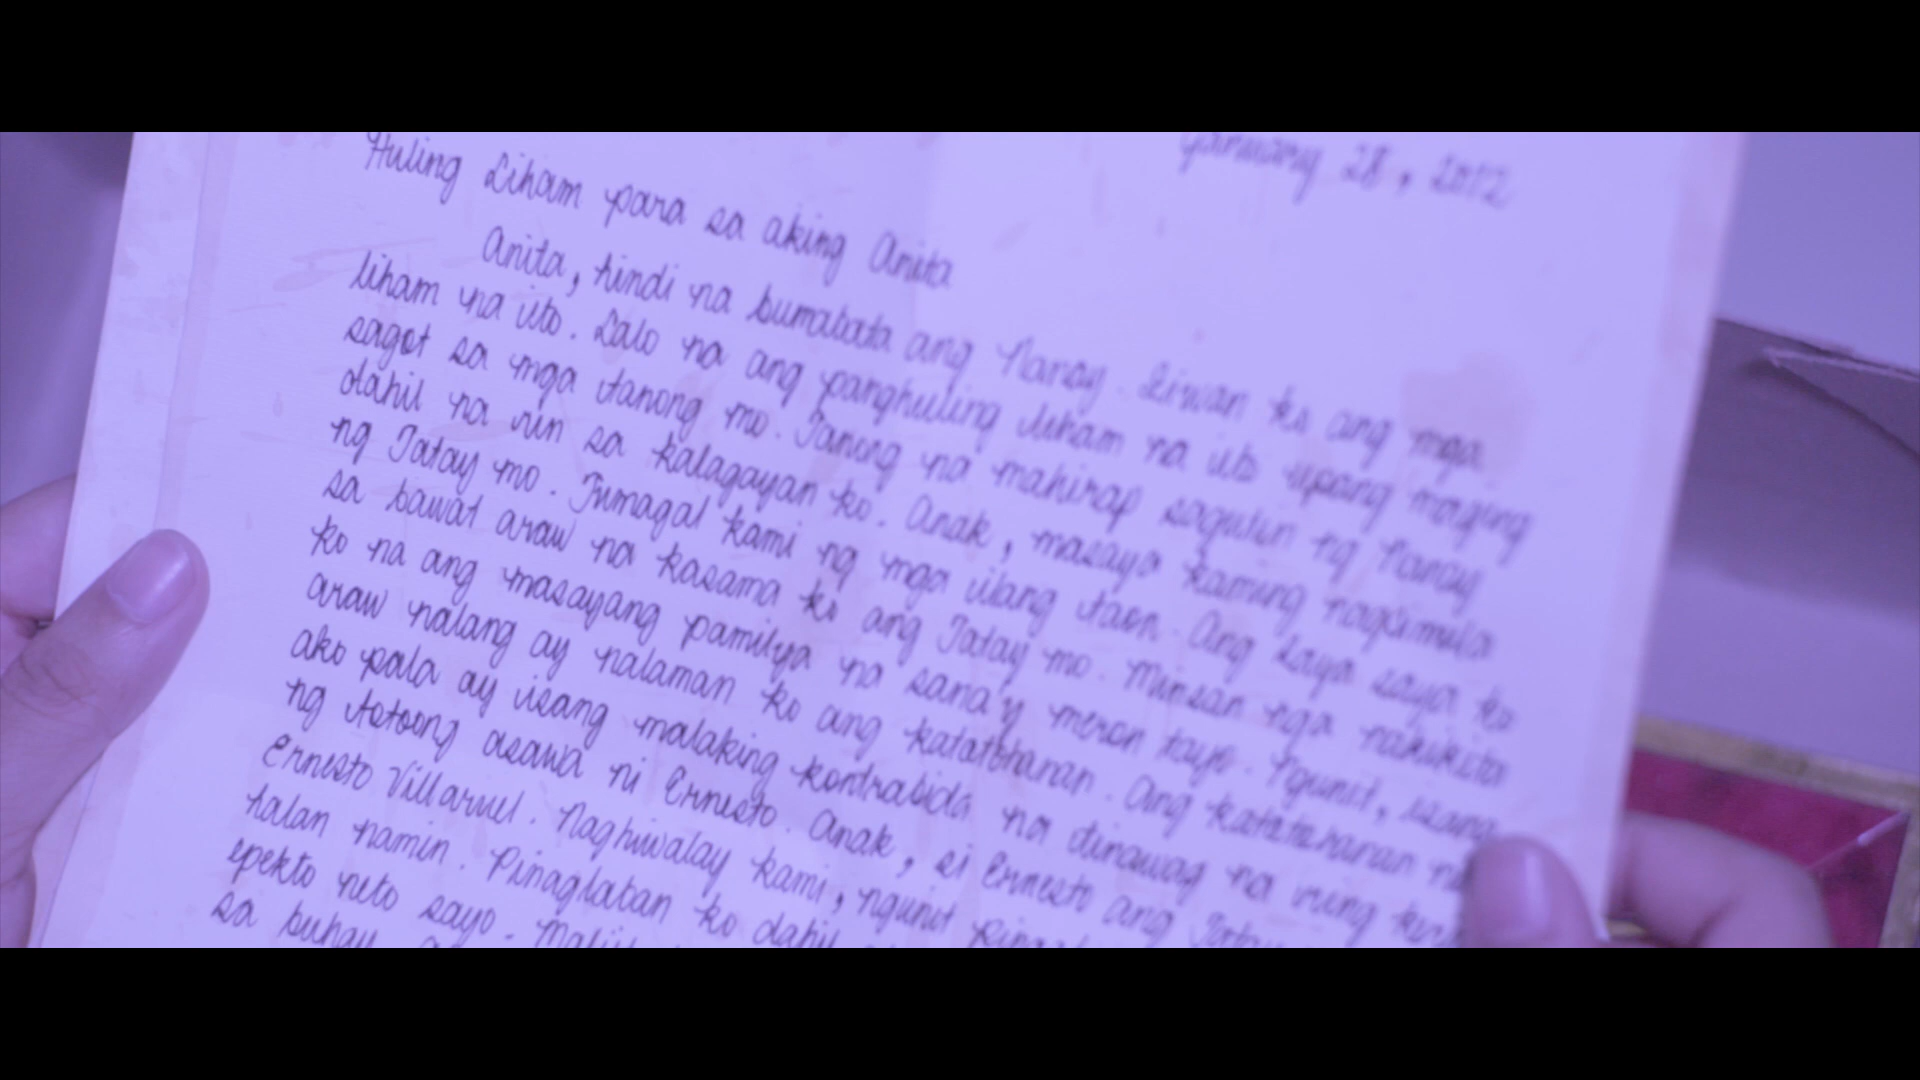 January 28, 2012
Huling Liham para sa aking Anita
Anita, hindi na bumabata ang Nanay. Iiwan ko ang mga
liham na ito. Lalo na ang panghuling liham na ito upang maging
sagot sa mga tanong mo. Tanong na mahirap sagutin ng Nanay
dahil na rin sa kalagayan ko. Anak, masaya kaming nagsimula
ng Tatay mo. Tumagal kami ng mga ilang taon. Ang saya saya ko
sa bawat araw na kasama ko ang Tatay mo. Minsan nga nakikita
ko na ang masayang pamilya na sana'y meron tayo. Ngunit, isang
araw nalang ay nalaman ko ang katotohanan. Ang katotohanan na
ako pala ay isang malaking kontrabida na dinawag na
ng totoong asawa ni Ernesto. Anak, si Ernesto ang
Ernesto Villaruel. Naghiwalay kami, ngunit
halan namin. Pinaglaban ko dahil
epekto neto sayo.
sa buhay